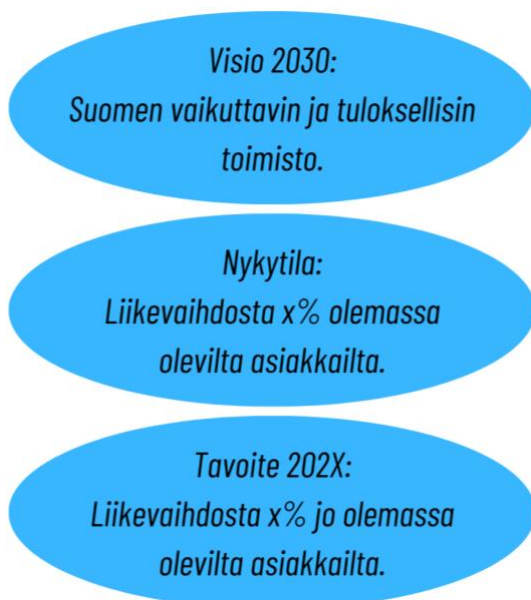 Visio 2030:
Suomen vaikuttavin ja tuloksellisin
toimisto.
Nykytila:
Liikevaihdosta x% olemassa
olevilta asiakkailta.
Tavoite 202X:
Liikevaihdosta x% jo olemassa
olevilta asiakkailta.